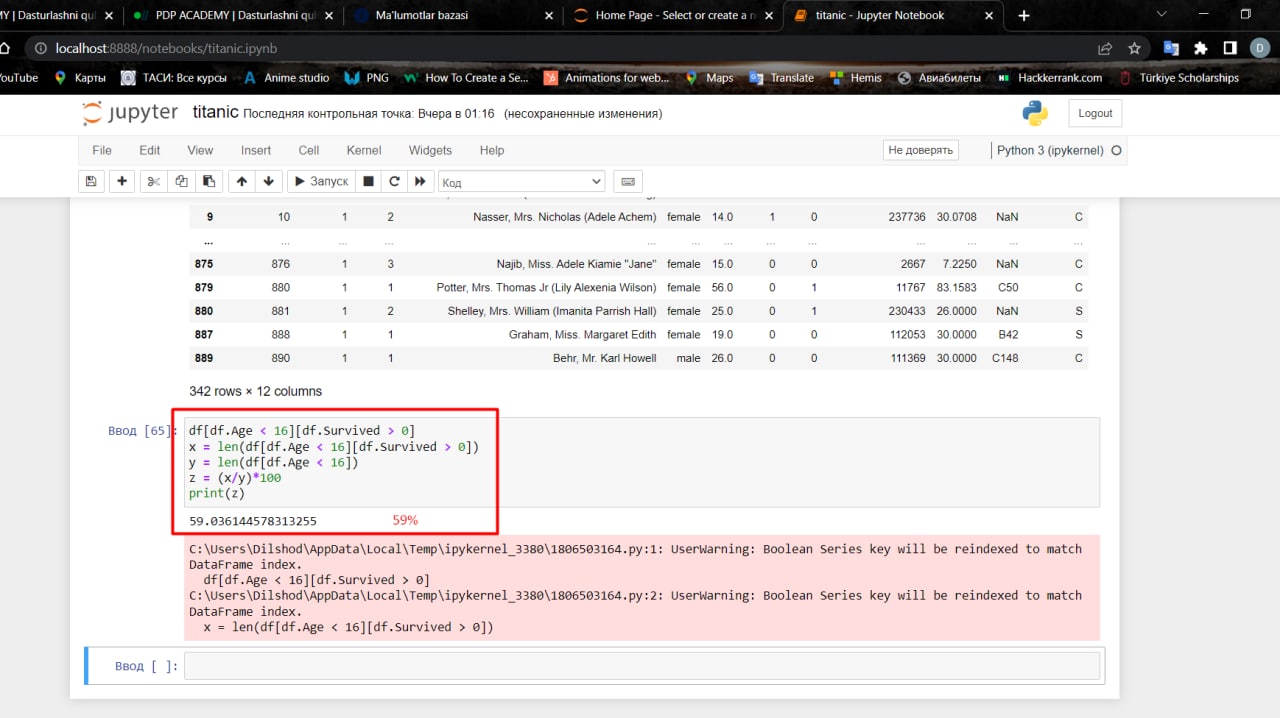 MY | Dasturlashni qul
PDP ACADEMY | Dasturlashni qul
Ma'lumotlar bazasi
Home Page - Select or create a n
titanic - Jupyter Notebook
localhost:8888/notebooks/titanic.ipynb
D
YouTube Карты ТАСИ: Все курсы Anime studio PNG How To Create a Se... Animations for web... Maps Translate Hemis Авиабилеты Hackkerrank.com Türkiye Scholarships
jupyter titanic Последняя контрольная точка: Вчера в 01:16 (несохраненные изменения) Logout
File Edit View Insert Cell Kernel Widgets Help Не доверять Python 3 (ipykernel)
Запуск Код
9 10 1 2 Nasser, Mrs. Nicholas (Adele Achem) female 14.0 1 0 237736 30.0708 NaN C
... ... ... ... ... ... ... ... ... ... ... ... ...
875 876 1 3 Najib, Miss. Adele Kiamie "Jane" female 15.0 0 0 2667 7.2250 NaN C
879 880 1 1 Potter, Mrs. Thomas Jr (Lily Alexenia Wilson) female 56.0 0 1 11767 83.1583 C50 C
880 881 1 2 Shelley, Mrs. William (Imanita Parrish Hall) female 25.0 0 1 230433 26.0000 NaN S
887 888 1 1 Graham, Miss. Margaret Edith female 19.0 0 0 112053 30.0000 B42 S
889 890 1 1 Behr, Mr. Karl Howell male 26.0 0 0 111369 30.0000 C148 C
342 rows × 12 columns
Ввод [65]: df[df.Age < 16][df.Survived > 0]
x = len(df[df.Age < 16][df.Survived > 0])
y = len(df[df.Age < 16])
z = (x/y)*100
print(z)
59.036144578313255 59%
C:\Users\Dilshod\AppData\Local\Temp\ipykernel_3380\1806503164.py:1: UserWarning: Boolean Series key will be reindexed to match
DataFrame index.
df[df.Age < 16][df.Survived > 0]
C:\Users\Dilshod\AppData\Local\Temp\ipykernel_3380\1806503164.py:2: UserWarning: Boolean Series key will be reindexed to match
DataFrame index.
x = len(df[df.Age < 16][df.Survived > 0])
Ввод [ ]: